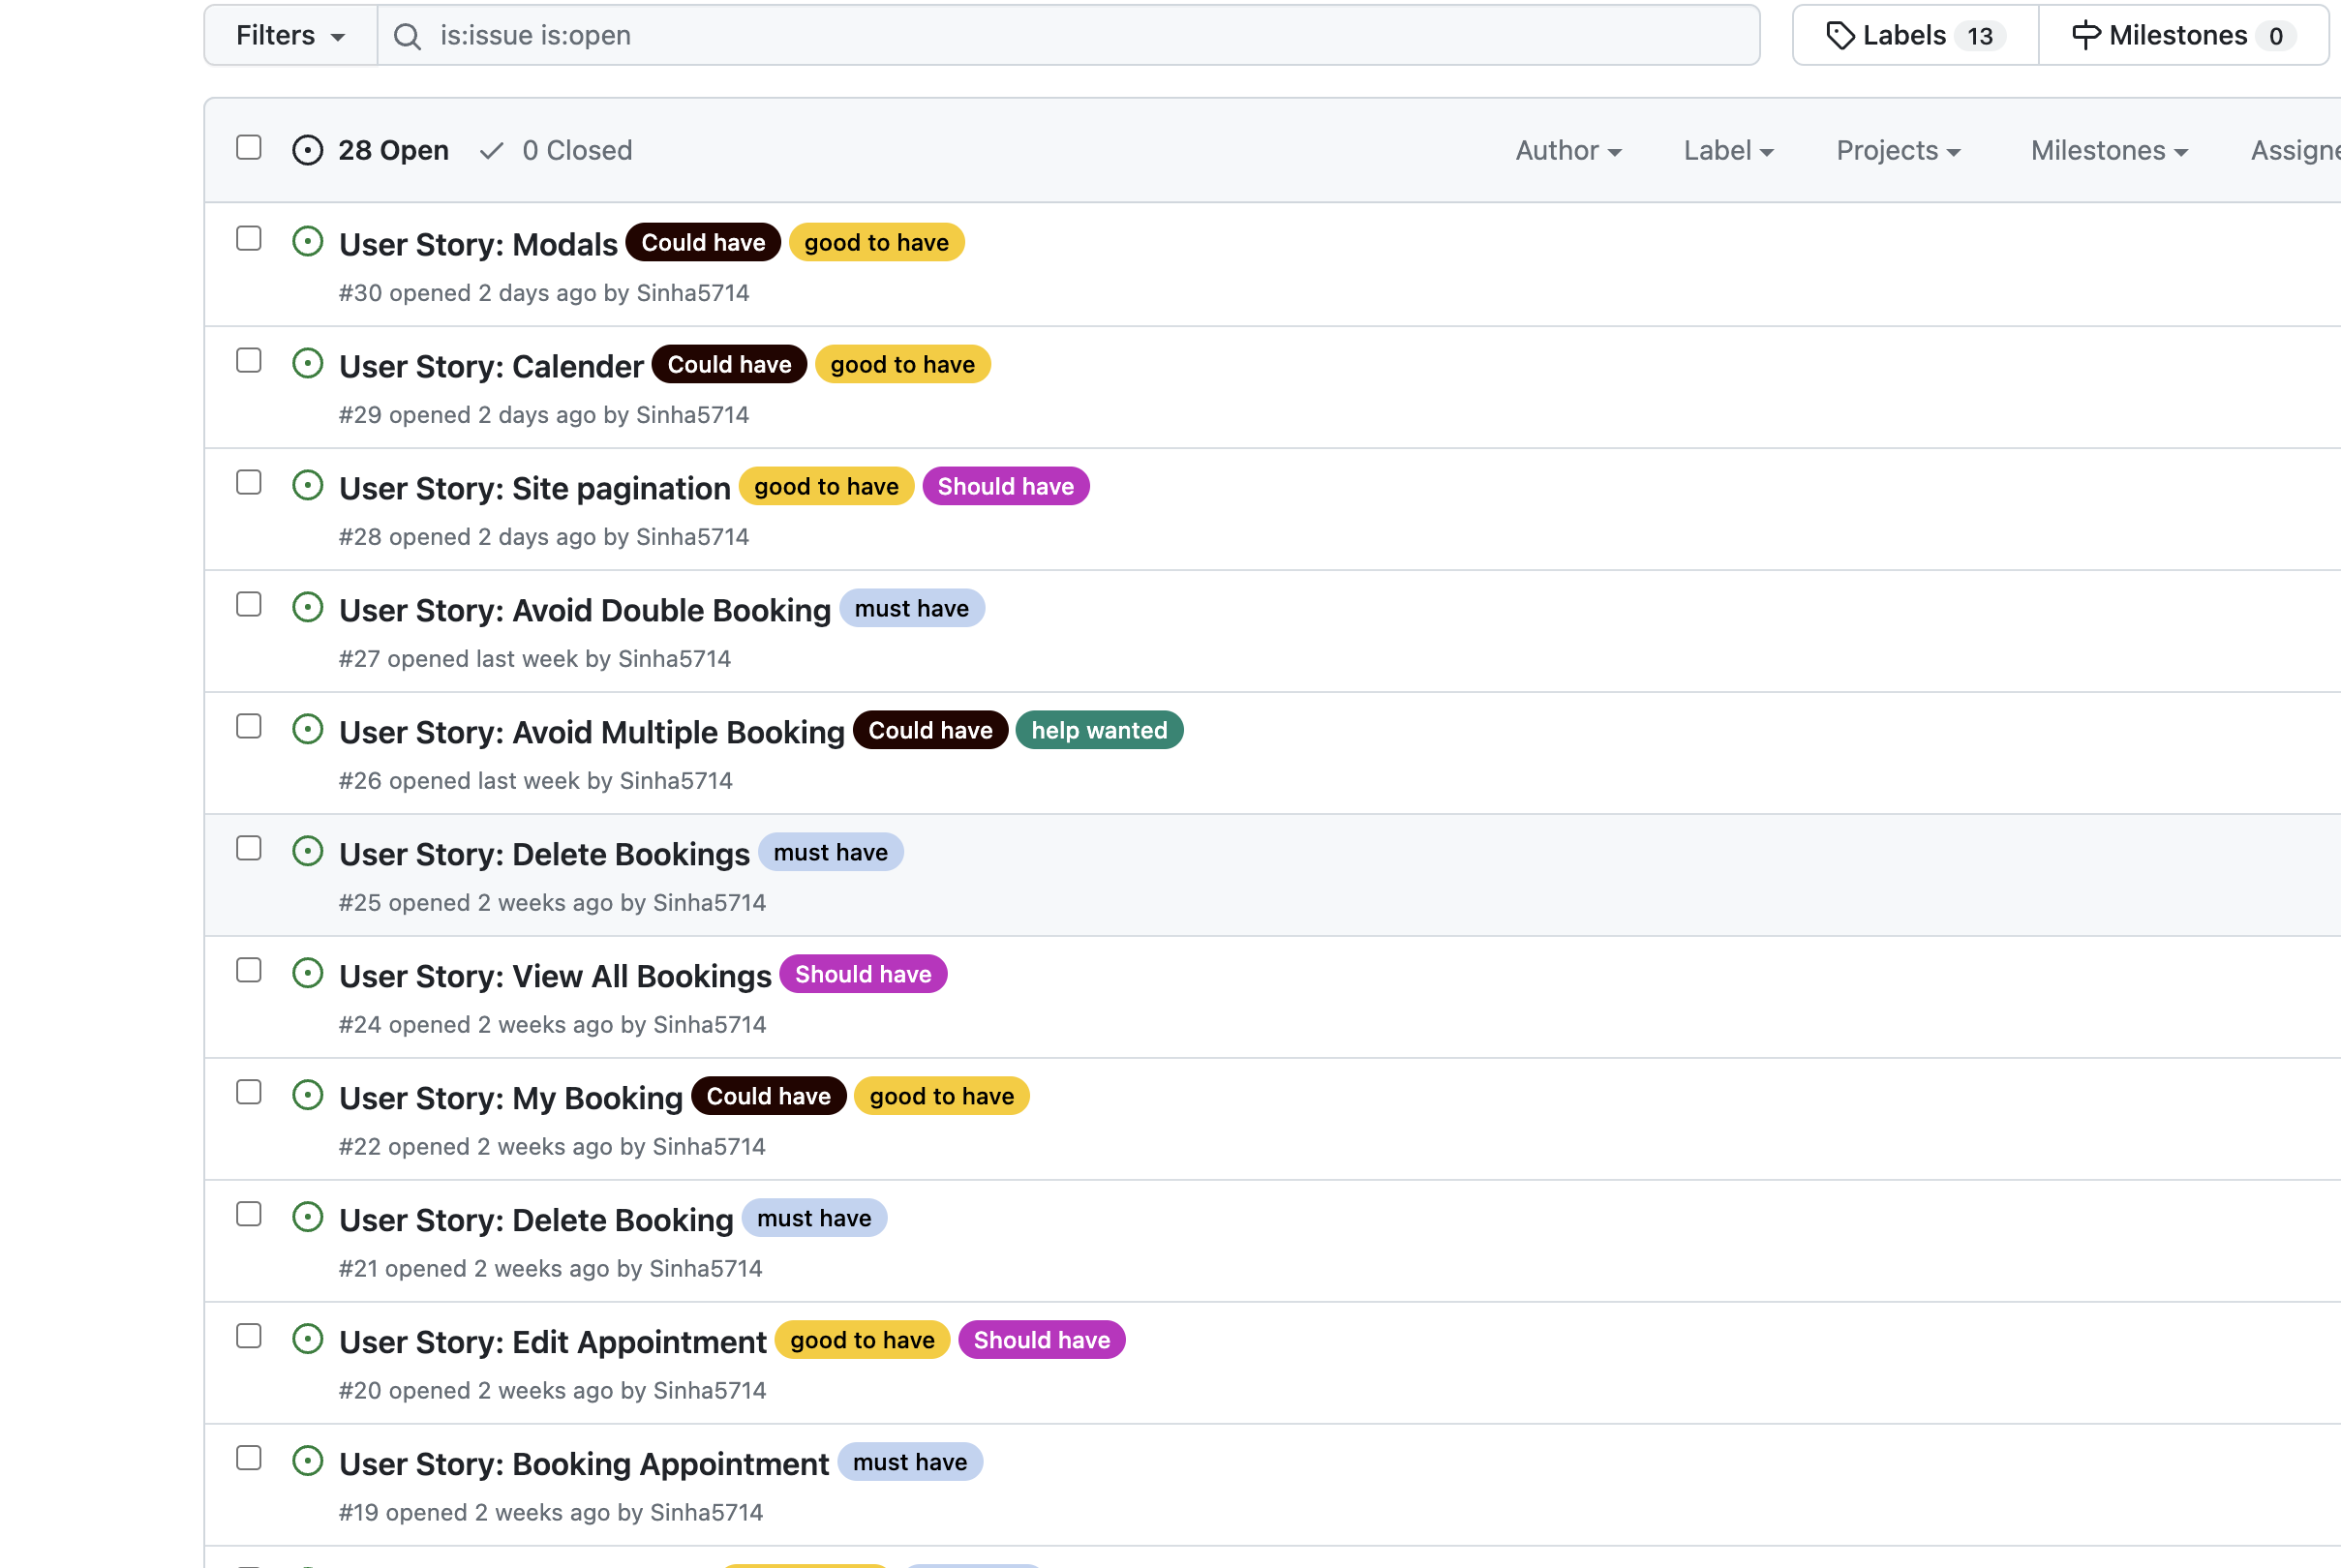 Filters is:issue is:open Labels 13 Milestones 0
28 Open 0 Closed Author Label Projects Milestones Assigne
User Story: Modals Could have good to have
#30 opened 2 days ago by Sinha5714
User Story: Calender Could have good to have
#29 opened 2 days ago by Sinha5714
User Story: Site pagination good to have Should have
#28 opened 2 days ago by Sinha5714
User Story: Avoid Double Booking must have
#27 opened last week by Sinha5714
User Story: Avoid Multiple Booking Could have help wanted
#26 opened last week by Sinha5714
User Story: Delete Bookings must have
#25 opened 2 weeks ago by Sinha5714
User Story: View All Bookings Should have
#24 opened 2 weeks ago by Sinha5714
User Story: My Booking Could have good to have
#22 opened 2 weeks ago by Sinha5714
User Story: Delete Booking must have
#21 opened 2 weeks ago by Sinha5714
User Story: Edit Appointment good to have Should have
#20 opened 2 weeks ago by Sinha5714
User Story: Booking Appointment must have
#19 opened 2 weeks ago by Sinha5714